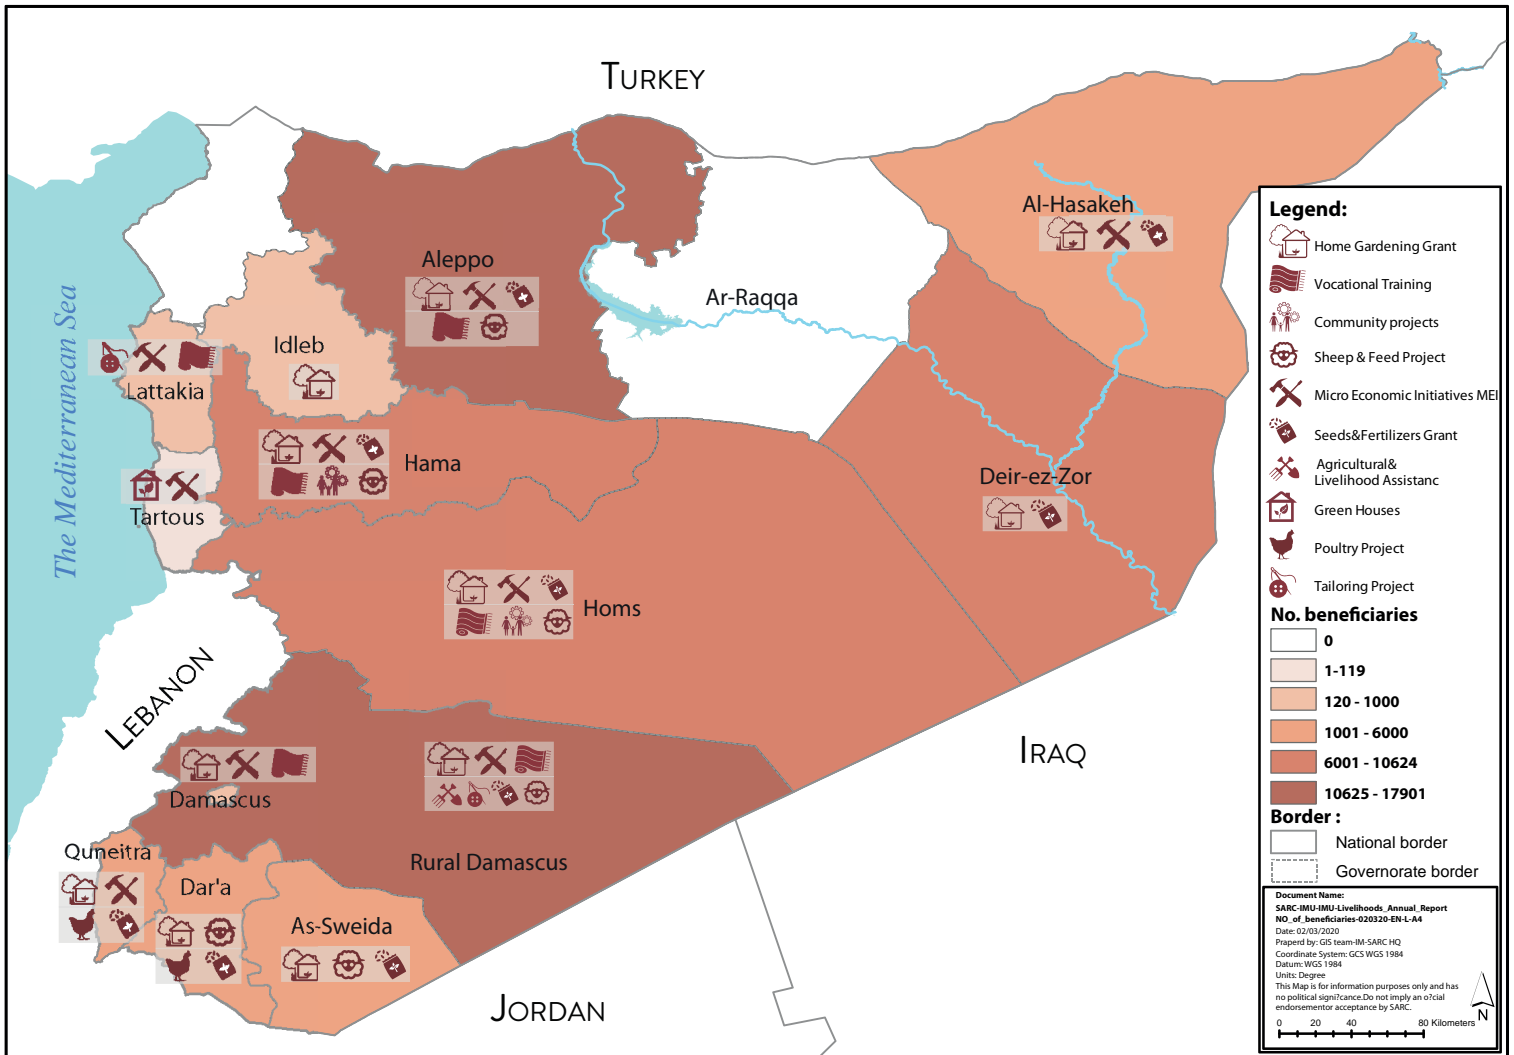 TURKEY
The Mediterranean Sea
Al-Hasakeh
Aleppo
Ar-Raqqa
Idleb
Lattakia
Hama
Deir-ez-Zor
Tartous
Homs
LEBANON
IRAQ
Damascus
Quneitra
Rural Damascus
Dar'a
As-Sweida
JORDAN
Legend:
Home Gardening Grant
Vocational Training
Community projects
Sheep & Feed Project
Micro Economic Initiatives MEI
Seeds&Fertilizers Grant
Agricultural&
Livelihood Assistanc
Green Houses
Poultry Project
Tailoring Project
No. beneficiaries
0
1-119
120 - 1000
1001 - 6000
6001 - 10624
10625 - 17901
Border :
National border
Governorate border
Document Name:
SARC-IMU-IMU-Livelihoods_Annual_Report
NO_of_beneficiaries-020320-EN-L-A4
Date: 02/03/2020
Praperd by: GIS team-IM-SARC HQ
Coordinate System: GCS WGS 1984
Datum: WGS 1984
Units: Degree
This Map is for information purposes only and has
no political signi?cance.Do not imply an o?cial
endorsementor acceptance by SARC.
N
0 20 40 80 Kilometers